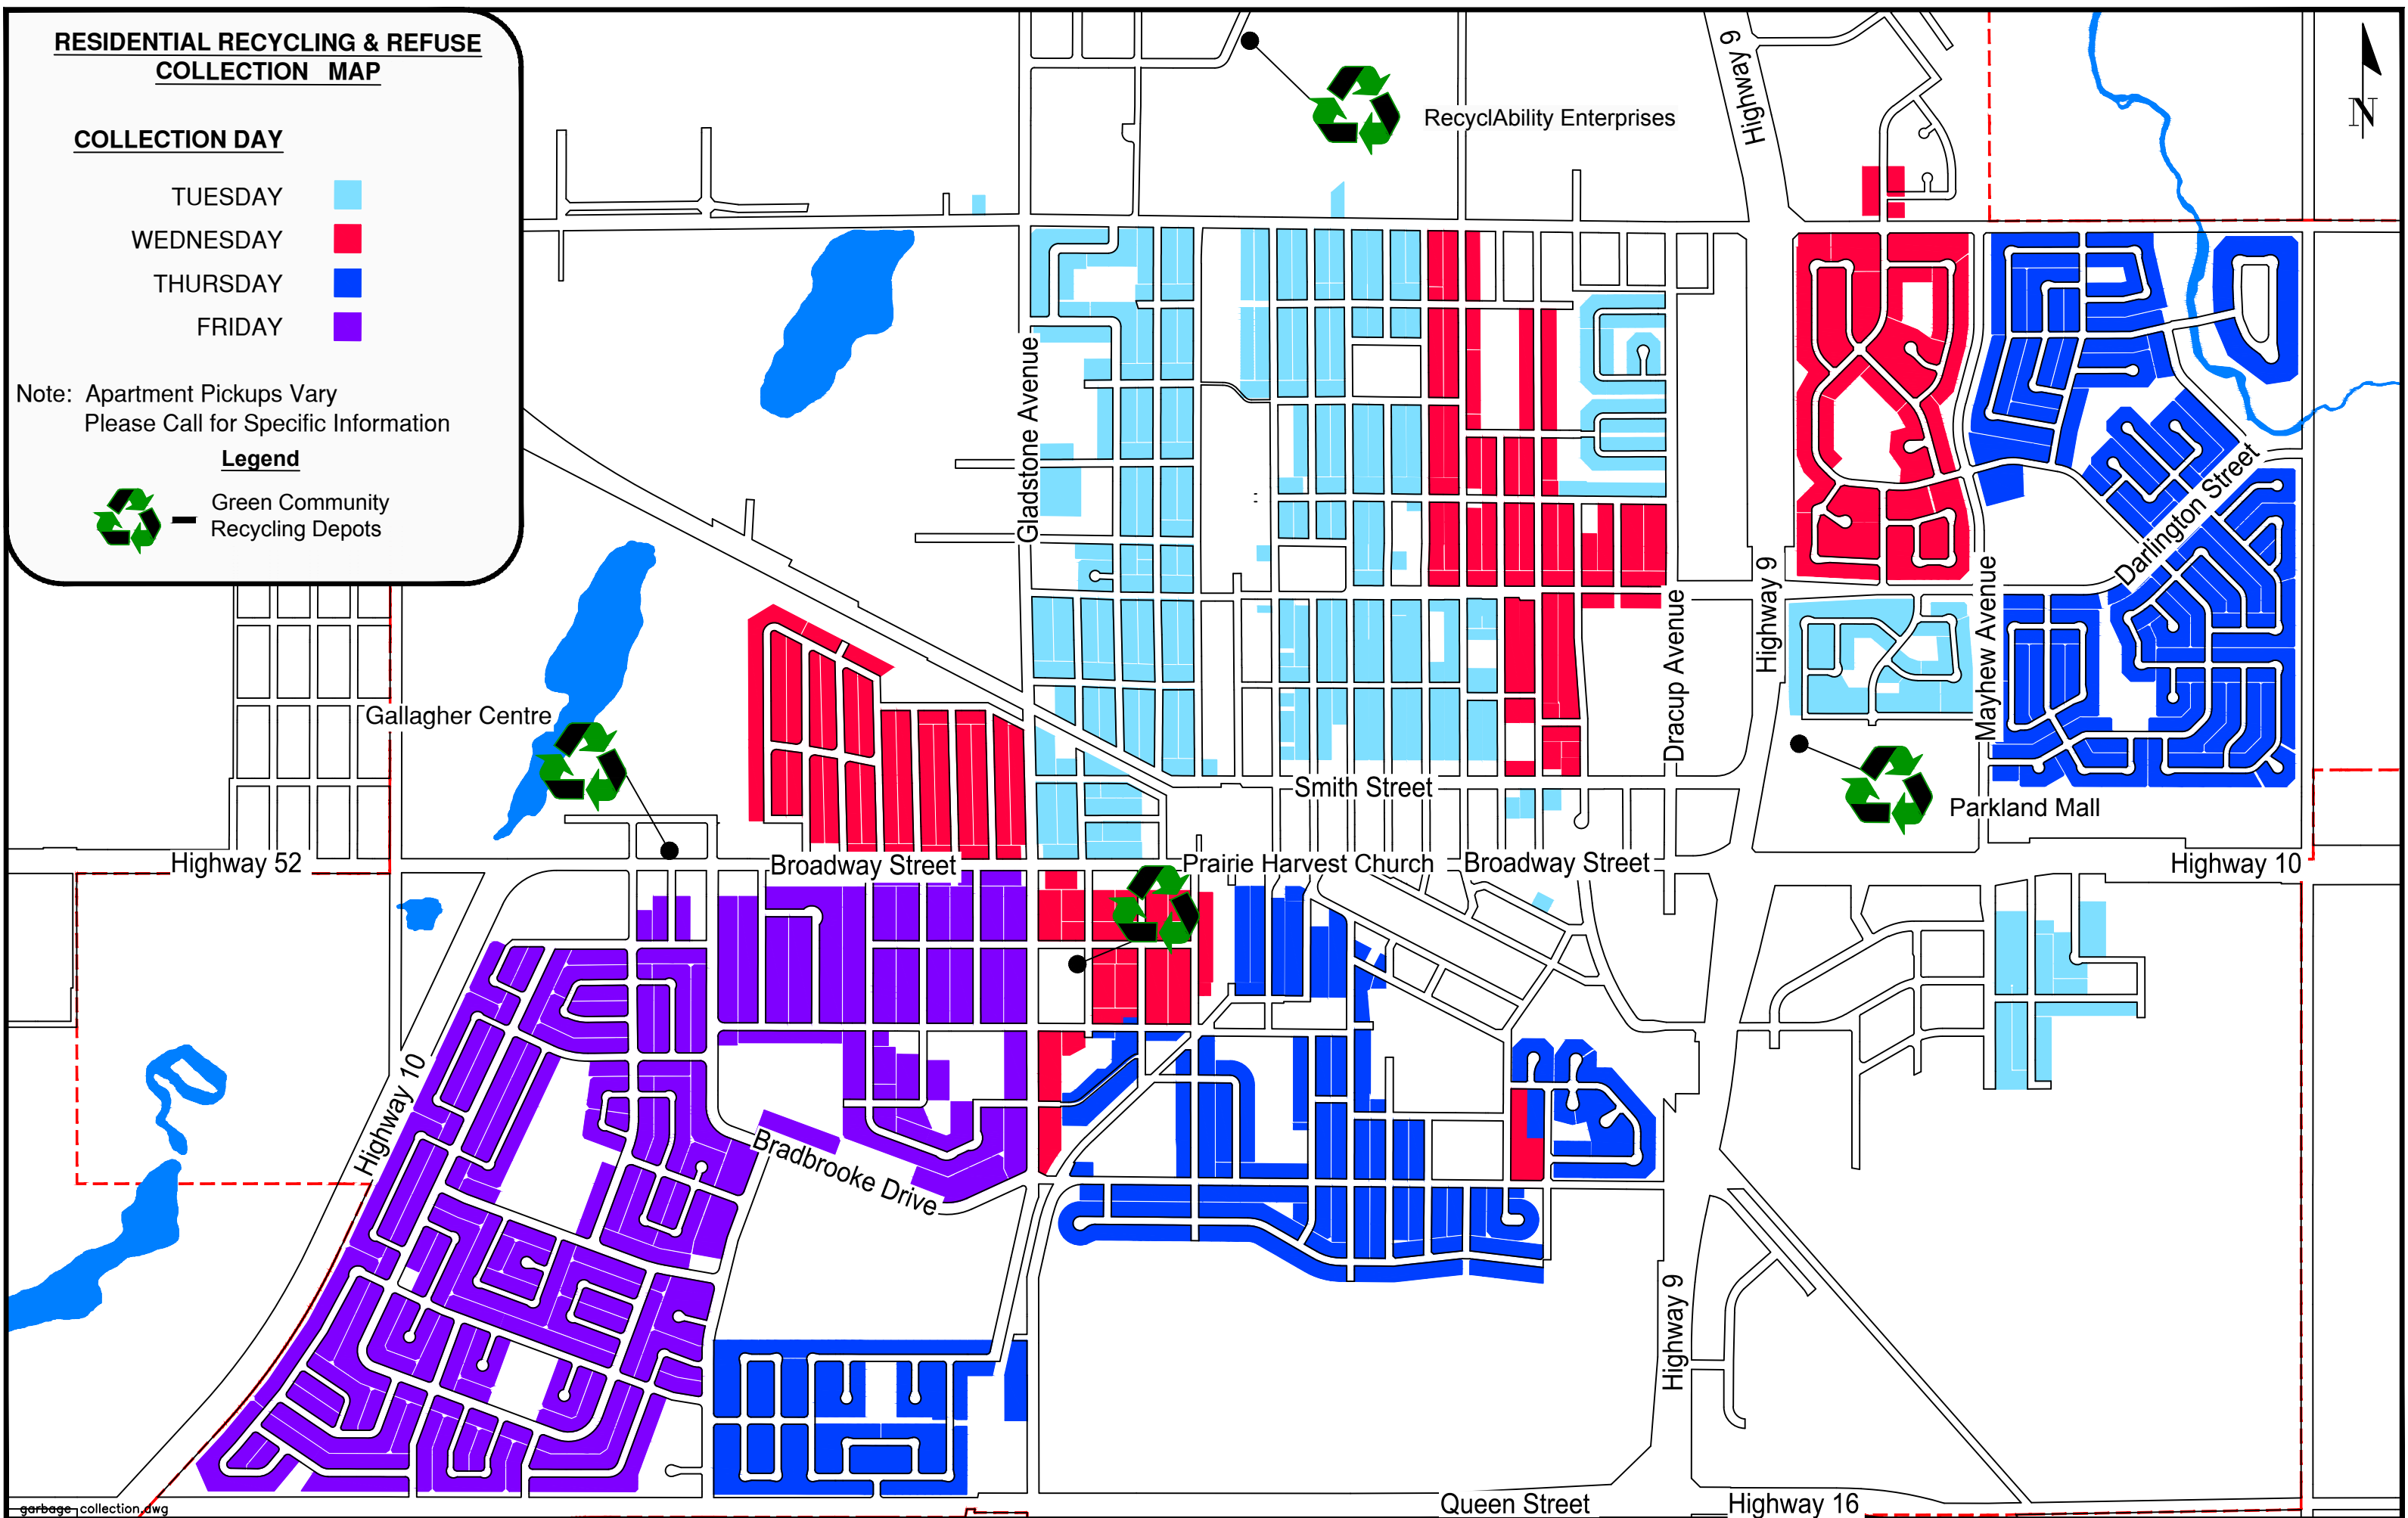 RESIDENTIAL RECYCLING & REFUSE
COLLECTION MAP
COLLECTION DAY
TUESDAY
WEDNESDAY
THURSDAY
FRIDAY
Note: Apartment Pickups Vary
Please Call for Specific Information
Legend
Green Community
Recycling Depots
RecyclAbility Enterprises
Highway 9
N
Gladstone Avenue
Darlington Street
Highway 9
Mayhew Avenue
Dracup Avenue
Gallagher Centre
Smith Street
Parkland Mall
Highway 52
Broadway Street
Prairie Harvest Church
Broadway Street
Highway 10
Highway 10
Bradbrooke Drive
Highway 9
Queen Street
Highway 16
garbage collection.dwg